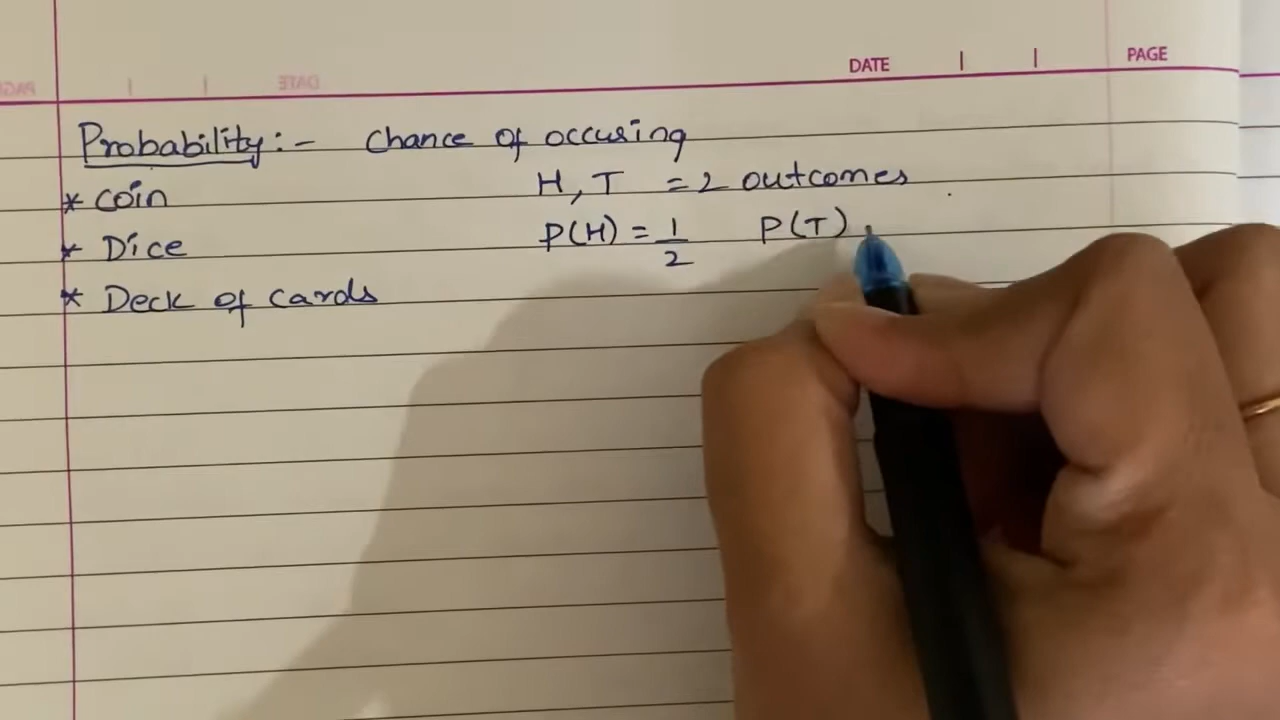 DATE PAGE
Probability :- Chance of occuring
* Coin H, T = 2 outcomes
* Dice P(H) = 1/2 P(T)
* Deck of cards